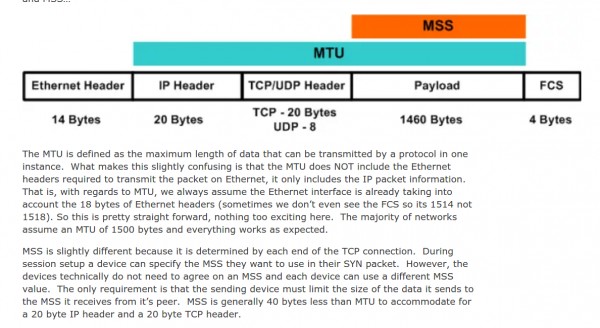 and MSS...
MSS
MTU
Ethernet Header IP Header TCP/UDP Header Payload FCS
14 Bytes 20 Bytes TCP - 20 Bytes 1460 Bytes 4 Bytes
UDP - 8
The MTU is defined as the maximum length of data that can be transmitted by a protocol in one
instance.  What makes this slightly confusing is that the MTU does NOT include the Ethernet
headers required to transmit the packet on Ethernet, it only includes the IP packet information.
That is, with regards to MTU, we always assume the Ethernet interface is already taking into
account the 18 bytes of Ethernet headers (sometimes we don't even see the FCS so its 1514 not
1518).  So this is pretty straight forward, nothing too exciting here.  The majority of networks
assume an MTU of 1500 bytes and everything works as expected.
MSS is slightly different because it is determined by each end of the TCP connection.  During
session setup a device can specify the MSS they want to use in their SYN packet.  However, the
devices technically do not need to agree on an MSS and each device can use a different MSS
value.  The only requirement is that the sending device must limit the size of the data it sends to
the MSS it receives from it's peer.  MSS is generally 40 bytes less than MTU to accommodate for
a 20 byte IP header and a 20 byte TCP header.